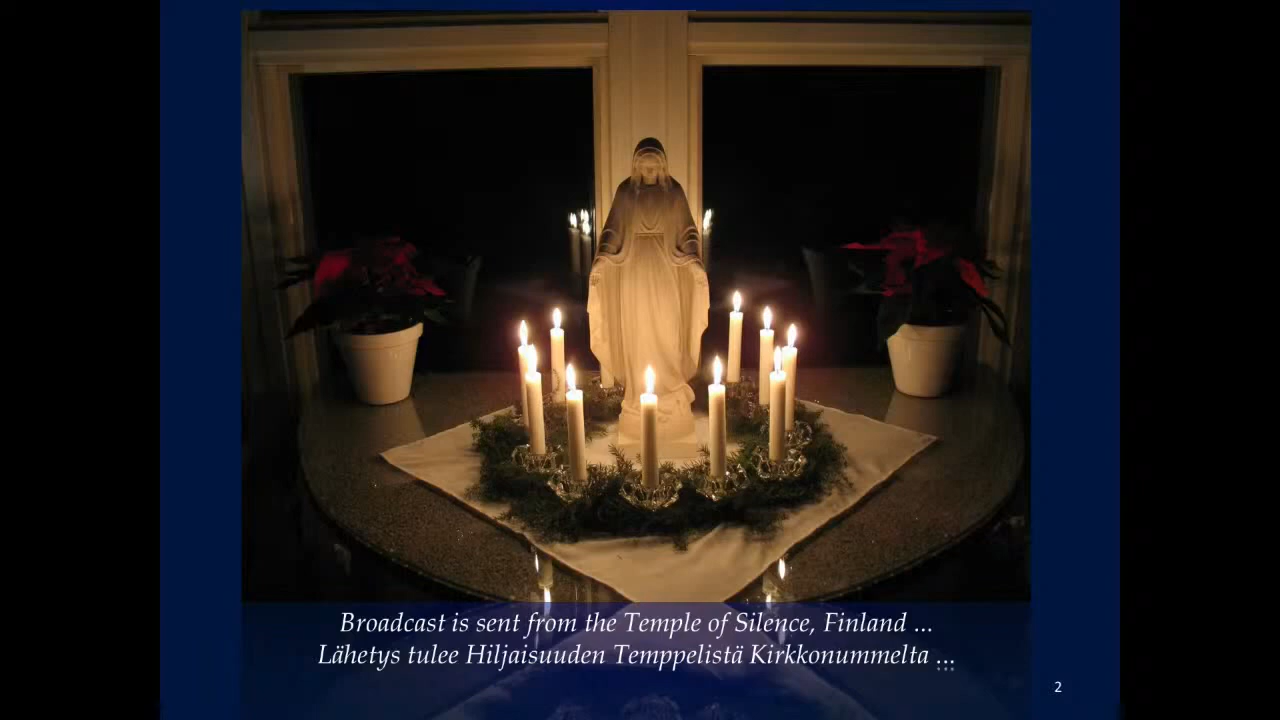 Broadcast is sent from the Temple of Silence, Finland ...
Lähetys tulee Hiljaisuuden Temppelistä Kirkkonummelta ...
2